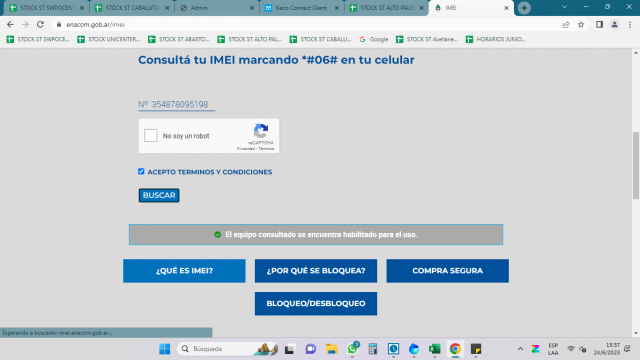 STOCK ST SWPOCEN
STOCK ST CABALLITO
Admin
Kerio Connect Client
STOCK ST ALTO PALE
IMEI
enacom.gob.ar/imei
STOCK ST SWPOCE...
STOCK UNICENTER...
STOCK ST ABASTO...
STOCK ST ALTO PAL...
STOCK ST CABALLI...
Google
STOCK ST Avellane...
HORARIOS JUNIO...
Consultá tu IMEI marcando *#06# en tu celular
Nº 354878095198
No soy un robot
reCAPTCHA
Privacidad - Términos
ACEPTO TERMINOS Y CONDICIONES
BUSCAR
El equipo consultado se encuentra habilitado para el uso.
¿QUÉ ES IMEI?
¿POR QUÉ SE BLOQUEA?
COMPRA SEGURA
BLOQUEO/DESBLOQUEO
Esperando a buscador-imei.enacom.gob.ar...
Búsqueda
ESP
LAA
15:37
24/6/2023